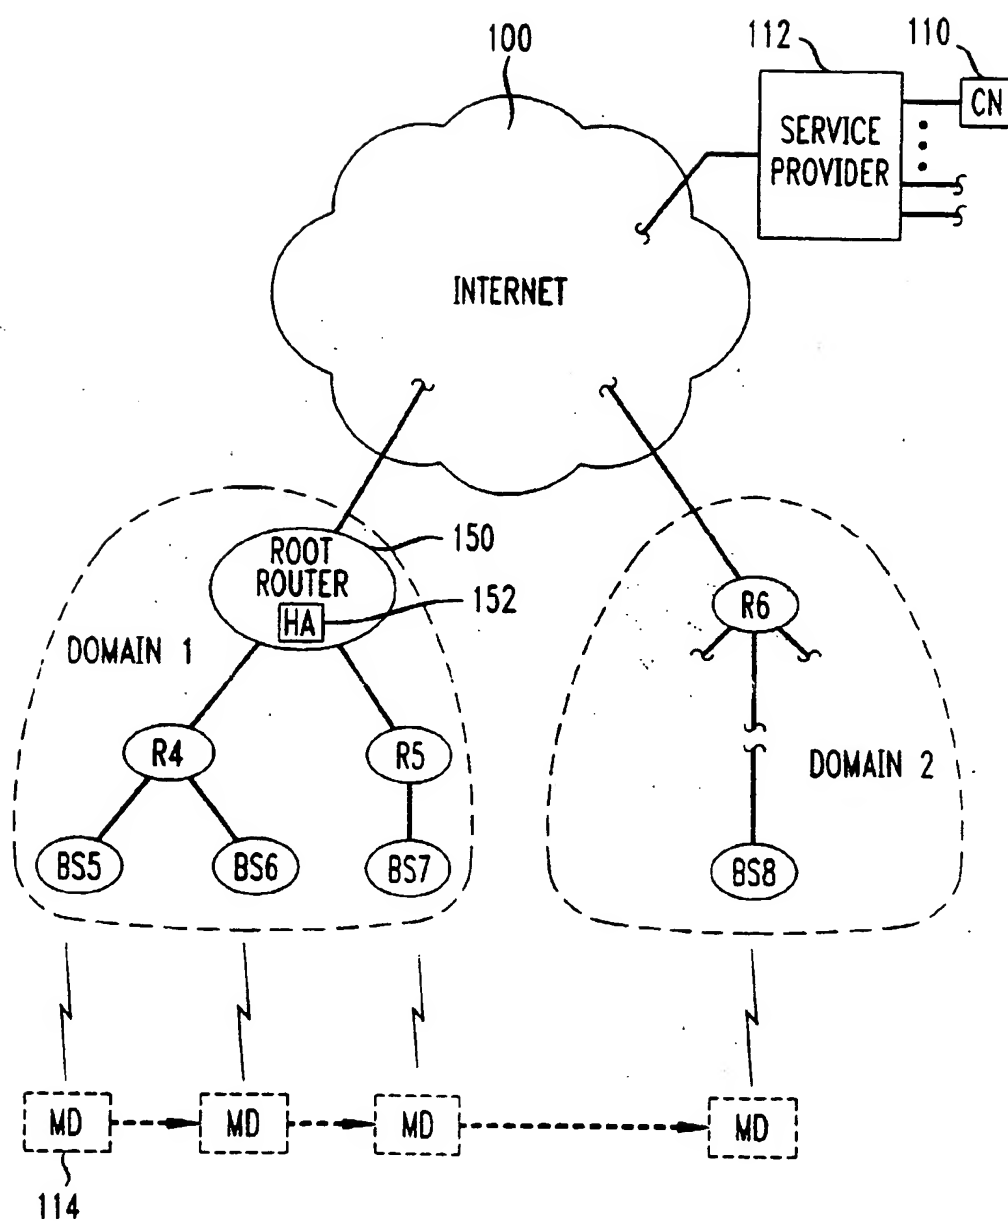 100
112
110
CN
SERVICE
PROVIDER
INTERNET
150
ROOT
ROUTER
HA
152
R6
DOMAIN 1
R4
R5
DOMAIN 2
BS5
BS6
BS7
BS8
MD
MD
MD
MD
114